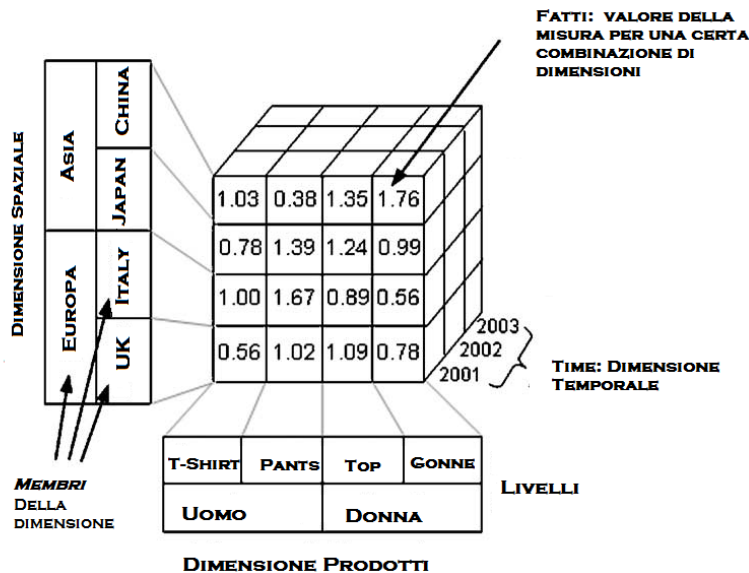 FATTI: VALORE DELLA
MISURA PER UNA CERTA
COMBINAZIONE DI
DIMENSIONI
DIMENSIONE SPAZIALE
ASIA
CHINA
JAPAN
EUROPA
ITALY
UK
1.03 0.38 1.35 1.76
0.78 1.39 1.24 0.99
1.00 1.67 0.89 0.56
0.56 1.02 1.09 0.78
2003
2002
2001
TIME: DIMENSIONE
TEMPORALE
MEMBRI
DELLA
DIMENSIONE
T-SHIRT PANTS TOP GONNE
UOMO DONNA
LIVELLI
DIMENSIONE PRODOTTI